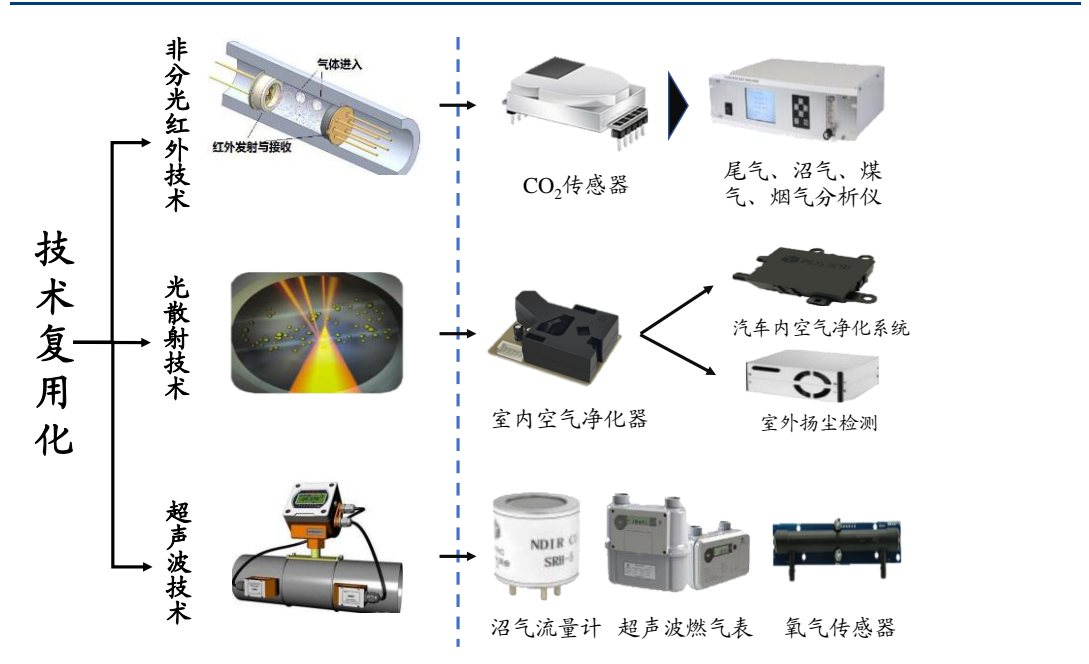 技术复用化
非分光红外技术
气体进入
红外发射与接收
CO₂传感器
尾气、沼气、煤
气、烟气分析仪
光散射技术
室内空气净化器
汽车内空气净化系统
室外扬尘检测
超声波技术
NDIR
沼气流量计
超声波燃气表
氧气传感器